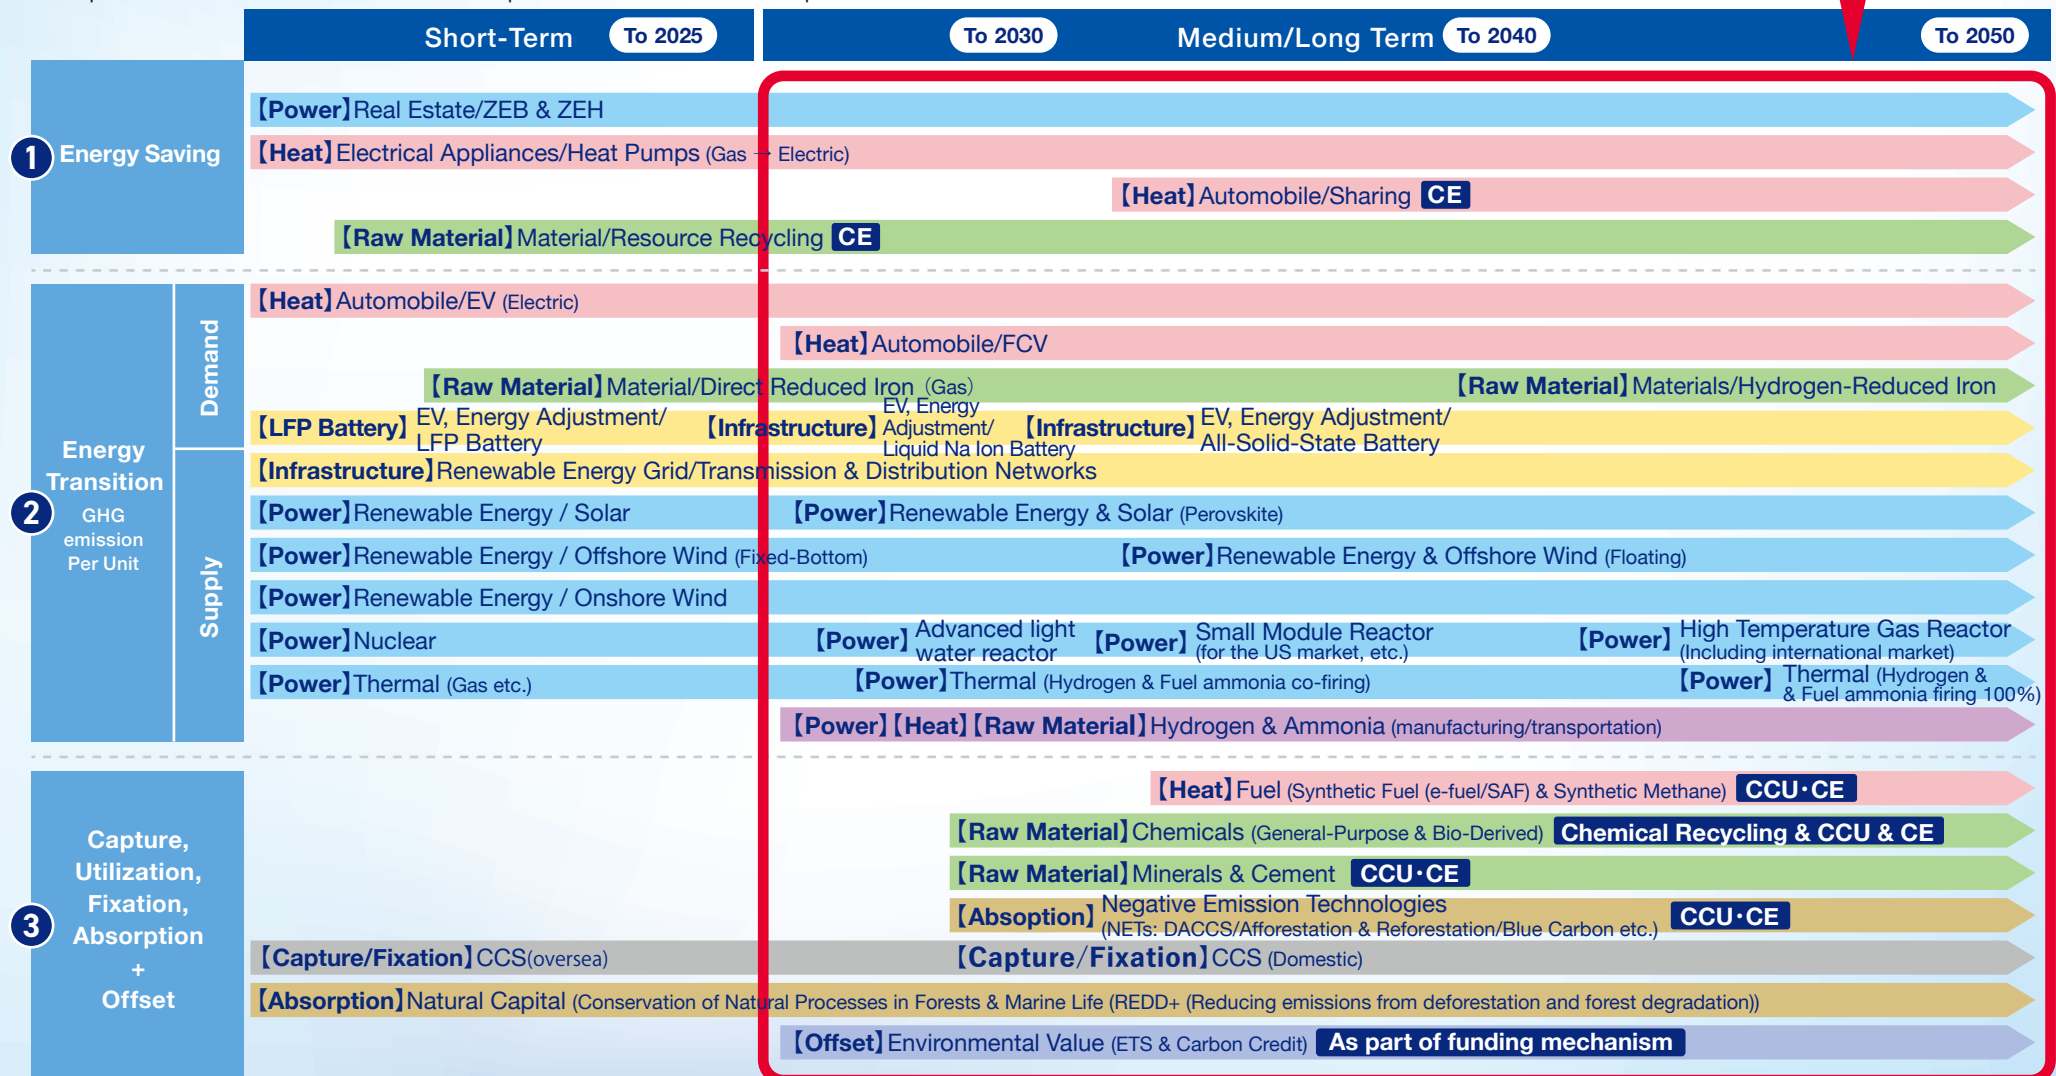 Short-Term To 2025 To 2030 Medium/Long Term To 2040 To 2050
1 Energy Saving
【Power】Real Estate/ZEB & ZEH
【Heat】Electrical Appliances/Heat Pumps (Gas → Electric)
【Heat】Automobile/Sharing CE
【Raw Material】Material/Resource Recycling CE
2 Energy
Transition
GHG
emission
Per Unit
Demand
【Heat】Automobile/EV (Electric)
【Heat】Automobile/FCV
【Raw Material】Material/Direct Reduced Iron (Gas) 【Raw Material】Materials/Hydrogen-Reduced Iron
【LFP Battery】EV, Energy Adjustment/
LFP Battery
【Infrastructure】EV, Energy
Adjustment/
Liquid Na Ion Battery
【Infrastructure】EV, Energy Adjustment/
All-Solid-State Battery
Supply
【Infrastructure】Renewable Energy Grid/Transmission & Distribution Networks
【Power】Renewable Energy / Solar 【Power】Renewable Energy & Solar (Perovskite)
【Power】Renewable Energy / Offshore Wind (Fixed-Bottom) 【Power】Renewable Energy & Offshore Wind (Floating)
【Power】Renewable Energy / Onshore Wind
【Power】Nuclear
【Power】Advanced light
water reactor
【Power】Small Module Reactor
(for the US market, etc.)
【Power】High Temperature Gas Reactor
(Including international market)
【Power】Thermal (Gas etc.) 【Power】Thermal (Hydrogen & Fuel ammonia co-firing)
【Power】Thermal (Hydrogen &
& Fuel ammonia firing 100%)
【Power】【Heat】【Raw Material】Hydrogen & Ammonia (manufacturing/transportation)
3 Capture,
Utilization,
Fixation,
Absorption
+
Offset
【Heat】Fuel (Synthetic Fuel (e-fuel/SAF) & Synthetic Methane) CCU・CE
【Raw Material】Chemicals (General-Purpose & Bio-Derived) Chemical Recycling & CCU & CE
【Raw Material】Minerals & Cement CCU・CE
【Absoption】Negative Emission Technologies
(NETs: DACCS/Afforestation & Reforestation/Blue Carbon etc.) CCU・CE
【Capture/Fixation】CCS(oversea) 【Capture/Fixation】CCS (Domestic)
【Absorption】Natural Capital (Conservation of Natural Processes in Forests & Marine Life (REDD+ (Reducing emissions from deforestation and forest degradation))
【Offset】Environmental Value (ETS & Carbon Credit) As part of funding mechanism